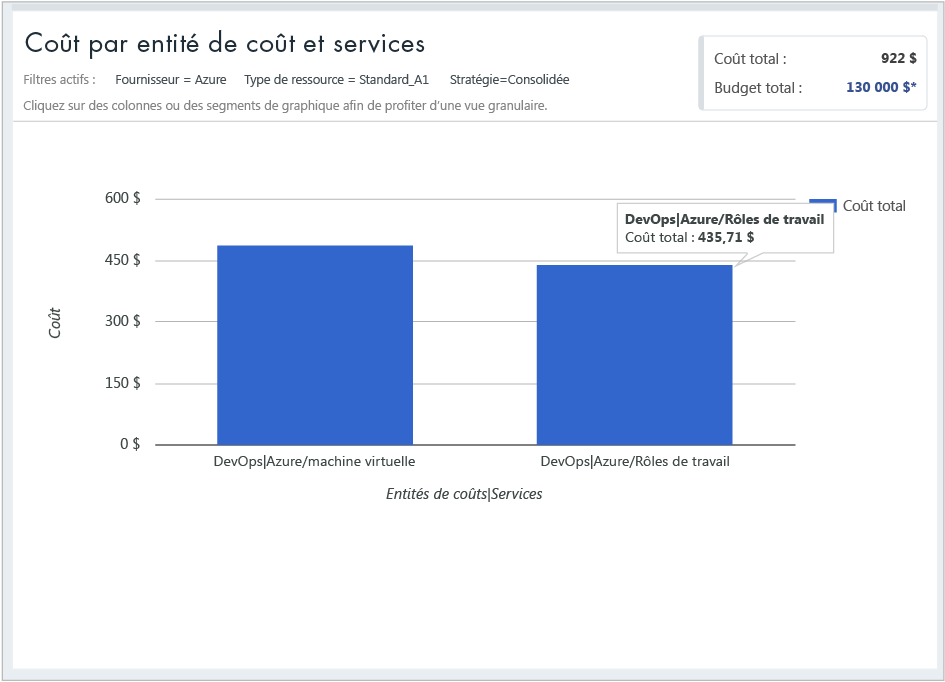 Coût par entité de coût et services
Filtres actifs : Fournisseur = Azure Type de ressource = Standard_A1 Stratégie=Consolidée
Cliquez sur des colonnes ou des segments de graphique afin de profiter d’une vue granulaire.
Coût total : 922 $
Budget total : 130 000 $*
600 $
450 $
300 $
150 $
0 $
Coût
DevOps|Azure/Rôles de travail
Coût total : 435,71 $
Coût total
DevOps|Azure/machine virtuelle
DevOps|Azure/Rôles de travail
Entités de coûts|Services